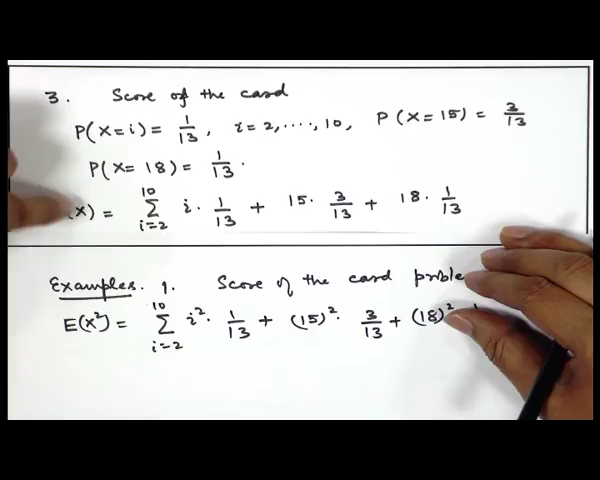 3. Score of the card
P(X=i) = 1/13, i=2,....,10, P(X=15) = 3/13
P(X=18) = 1/13.
X) = ∑_{i=2}^{10} i. 1/13 + 15. 3/13 + 18. 1/13
Examples. 1. Score of the card proble
E(X²) = ∑_{i=2}^{10} i². 1/13 + (15)². 3/13 + (18)²